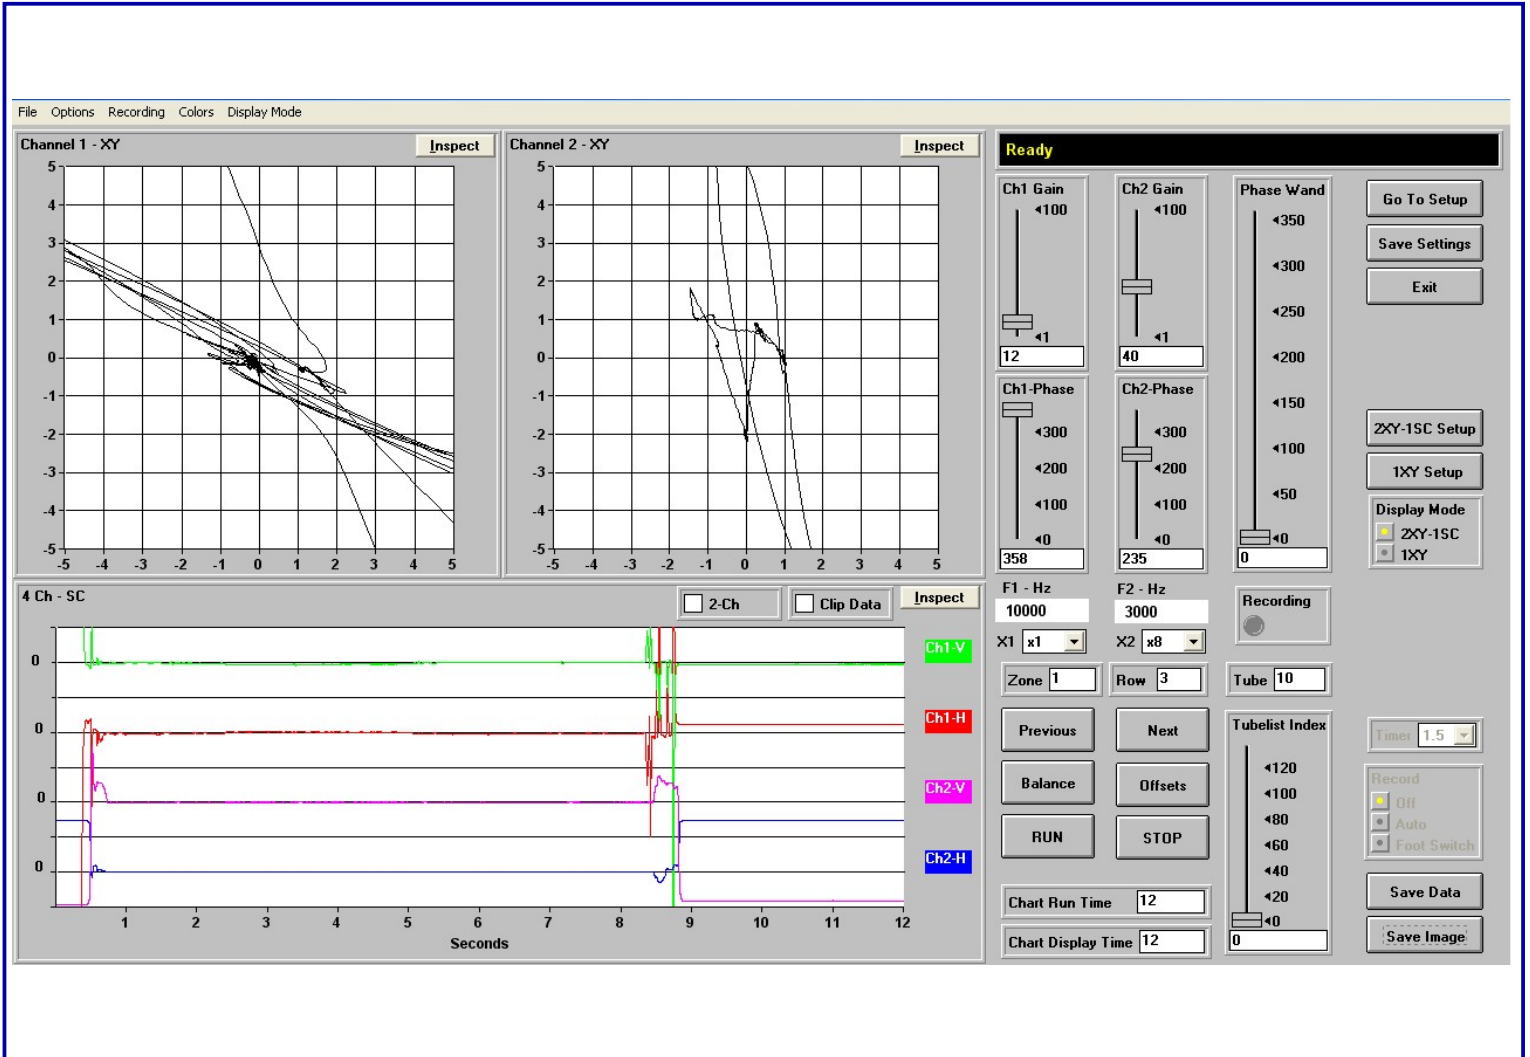 File Options Recording Colors Display Mode
Channel 1 - XY
Inspect
5
4
3
2
1
0
-1
-2
-3
-4
-5
-5 -4 -3 -2 -1 0 1 2 3 4 5
Channel 2 - XY
Inspect
5
4
3
2
1
0
-1
-2
-3
-4
-5
-5 -4 -3 -2 -1 0 1 2 3 4 5
4 Ch - SC
2-Ch
Clip Data
Inspect
0
0
0
0
Ch1-V
Ch1-H
Ch2-V
Ch2-H
1 2 3 4 5 6 7 8 9 10 11 12
Seconds
Ready
Ch1 Gain
100
1
12
Ch2 Gain
100
1
40
Phase Wand
350
300
250
200
150
100
50
0
0
Ch1-Phase
300
200
100
0
358
Ch2-Phase
300
200
100
0
235
Go To Setup
Save Settings
Exit
2XY-1SC Setup
1XY Setup
Display Mode
2XY-1SC
1XY
F1 - Hz
10000
F2 - Hz
3000
Recording
X1 x1
X2 x8
Zone 1
Row 3
Tube 10
Previous
Next
Balance
Offsets
RUN
STOP
Chart Run Time 12
Chart Display Time 12
Tubelist Index
120
100
80
60
40
20
0
0
Timer 1.5
Record
Off
Auto
Foot Switch
Save Data
Save Image